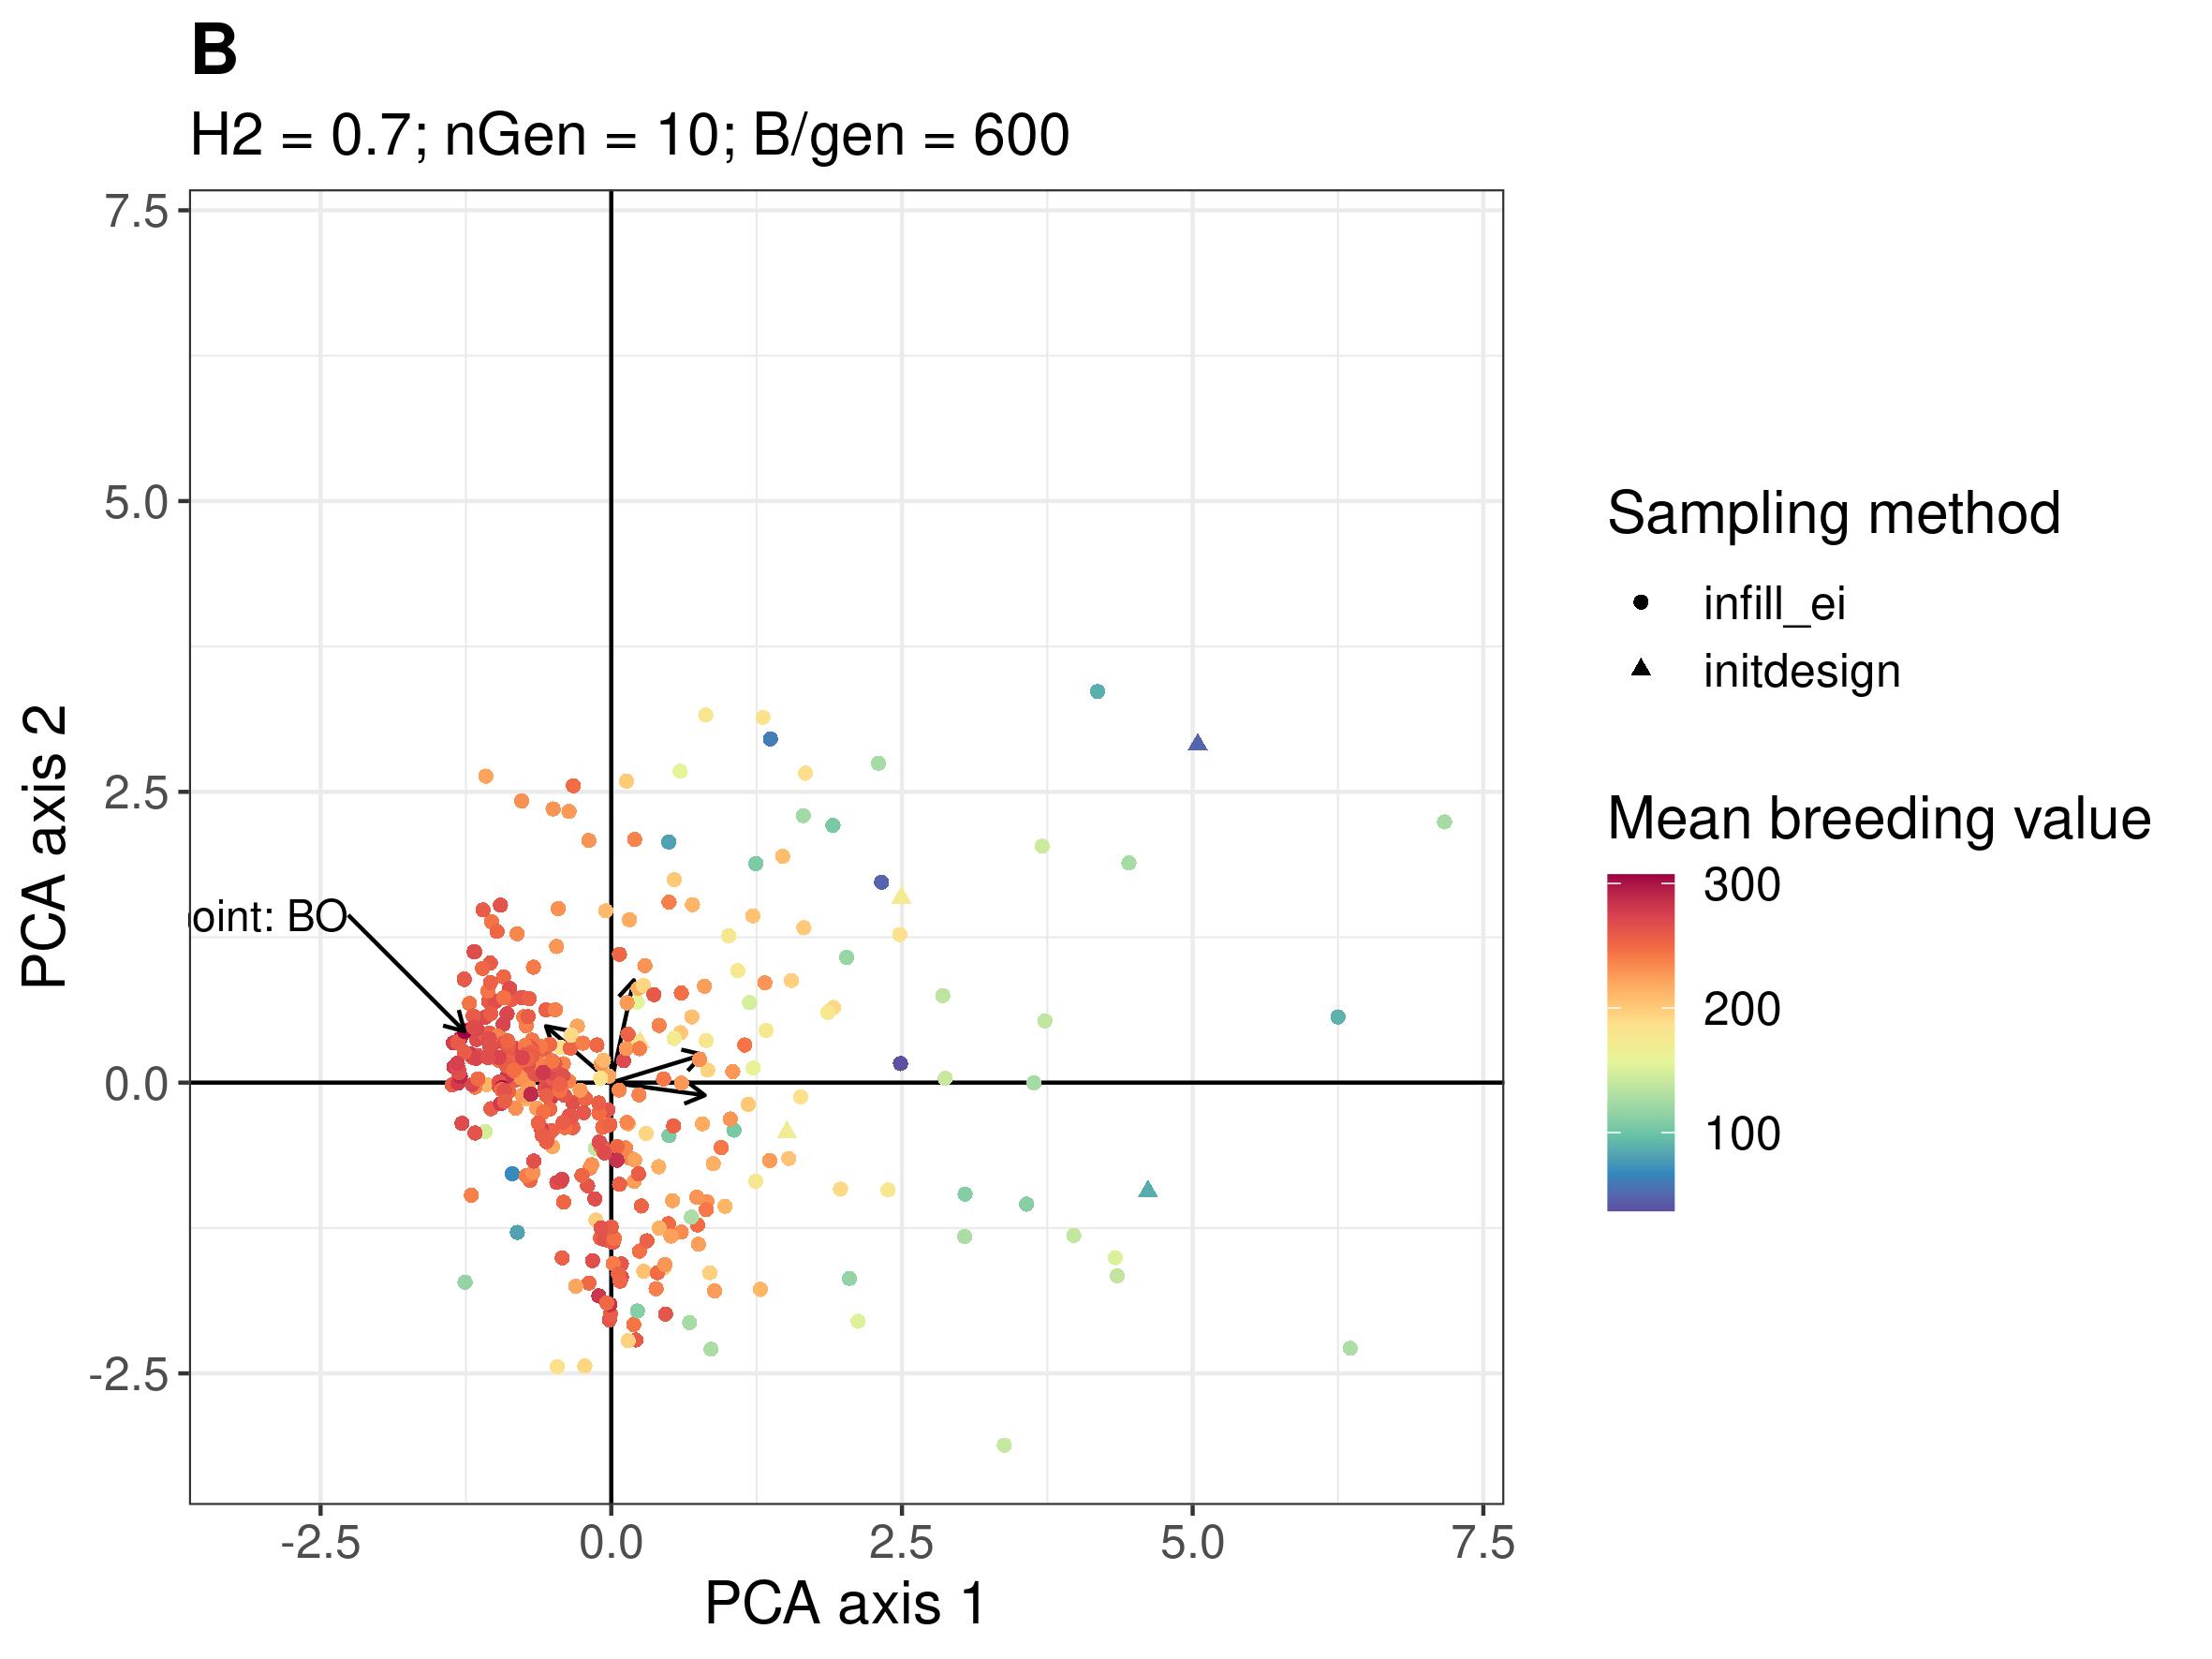 B
H2 = 0.7; nGen = 10; B/gen = 600
7.5
5.0
2.5
0.0
-2.5
PCA axis 2
oint: BO
-2.5
0.0
2.5
5.0
7.5
PCA axis 1
Sampling method
infill_ei
initdesign
Mean breeding value
300
200
100